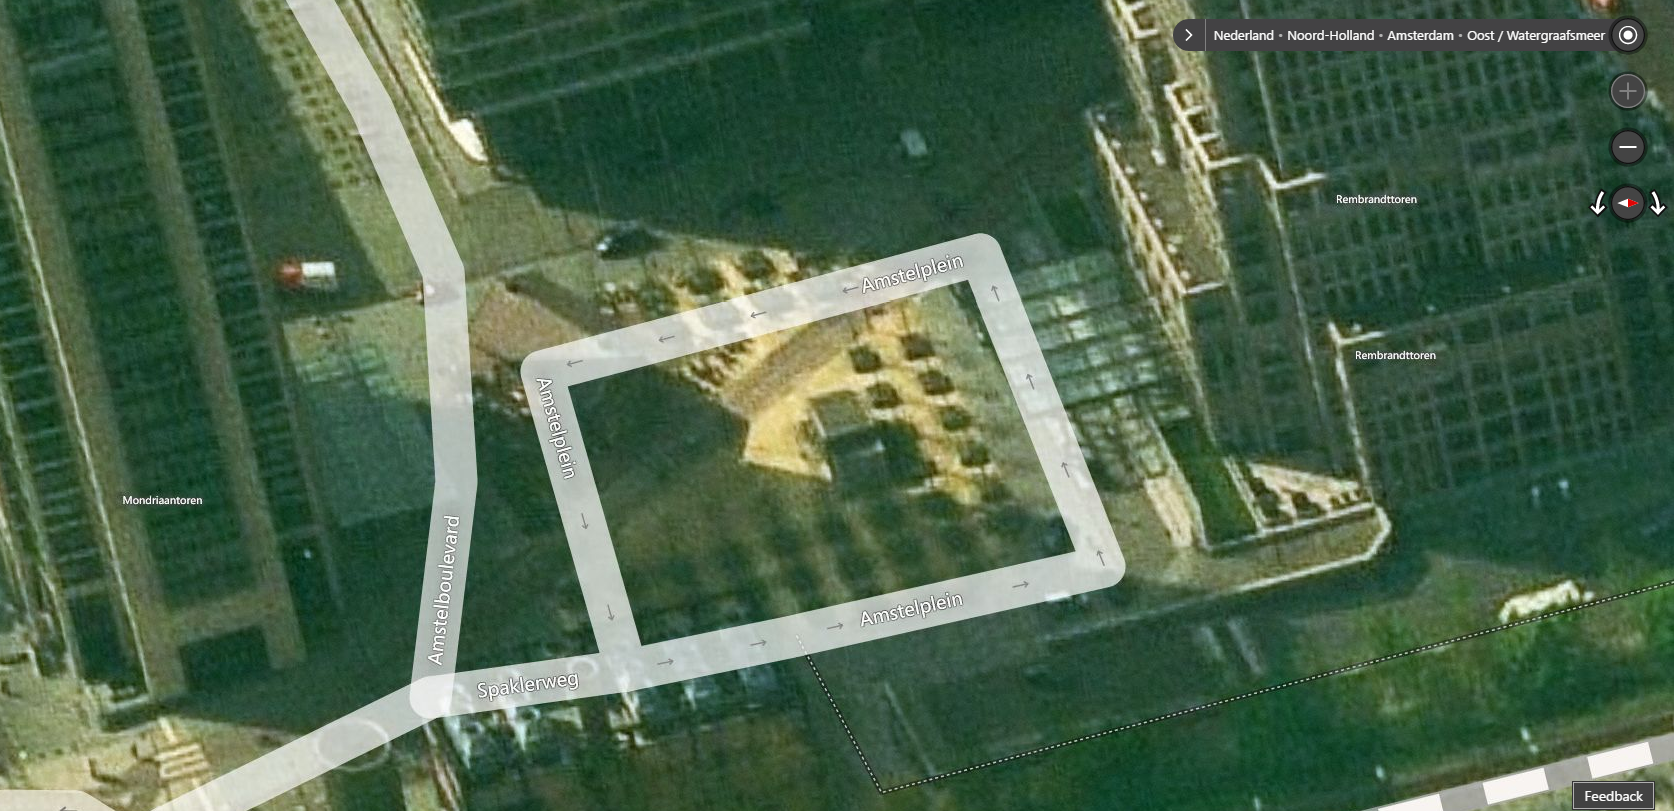 Nederland • Noord-Holland • Amsterdam • Oost / Watergraafsmeer
Rembrandttoren
Amstelplein
Rembrandttoren
Amstelplein
Mondriaantoren
Amstelboulevard
Amstelplein
Spaklerweg
Feedback